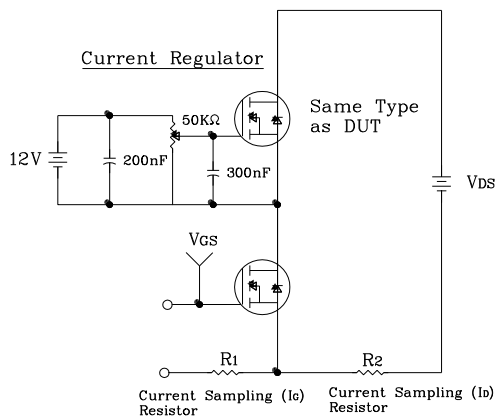 Current Regulator
50KΩ
Same Type
as DUT
12V
200nF
300nF
VDS
VGS
R1
R2
Current Sampling (IG)
Resistor
Current Sampling (ID)
Resistor